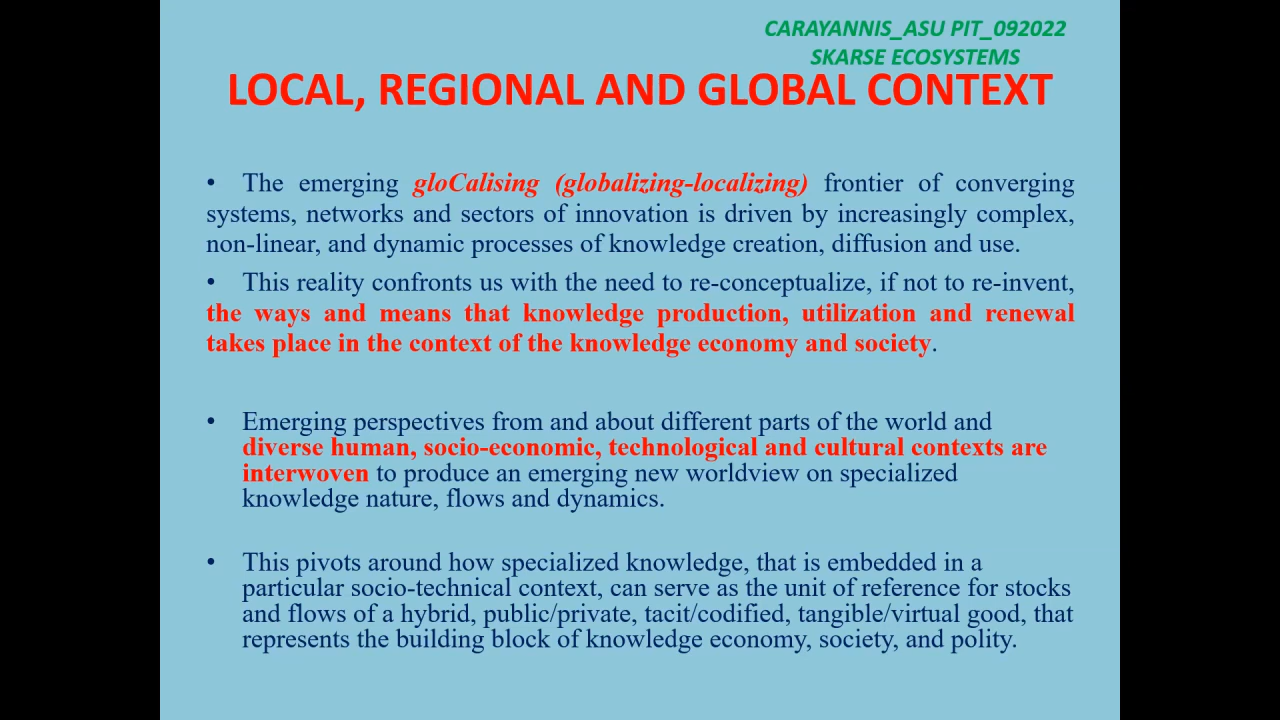 CARAYANNIS_ASU PIT_092022
SKARSE ECOSYSTEMS
LOCAL, REGIONAL AND GLOBAL CONTEXT
• The emerging gloCalising (globalizing-localizing) frontier of converging
systems, networks and sectors of innovation is driven by increasingly complex,
non-linear, and dynamic processes of knowledge creation, diffusion and use.
• This reality confronts us with the need to re-conceptualize, if not to re-invent,
the ways and means that knowledge production, utilization and renewal
takes place in the context of the knowledge economy and society.
• Emerging perspectives from and about different parts of the world and
diverse human, socio-economic, technological and cultural contexts are
interwoven to produce an emerging new worldview on specialized
knowledge nature, flows and dynamics.
• This pivots around how specialized knowledge, that is embedded in a
particular socio-technical context, can serve as the unit of reference for stocks
and flows of a hybrid, public/private, tacit/codified, tangible/virtual good, that
represents the building block of knowledge economy, society, and polity.